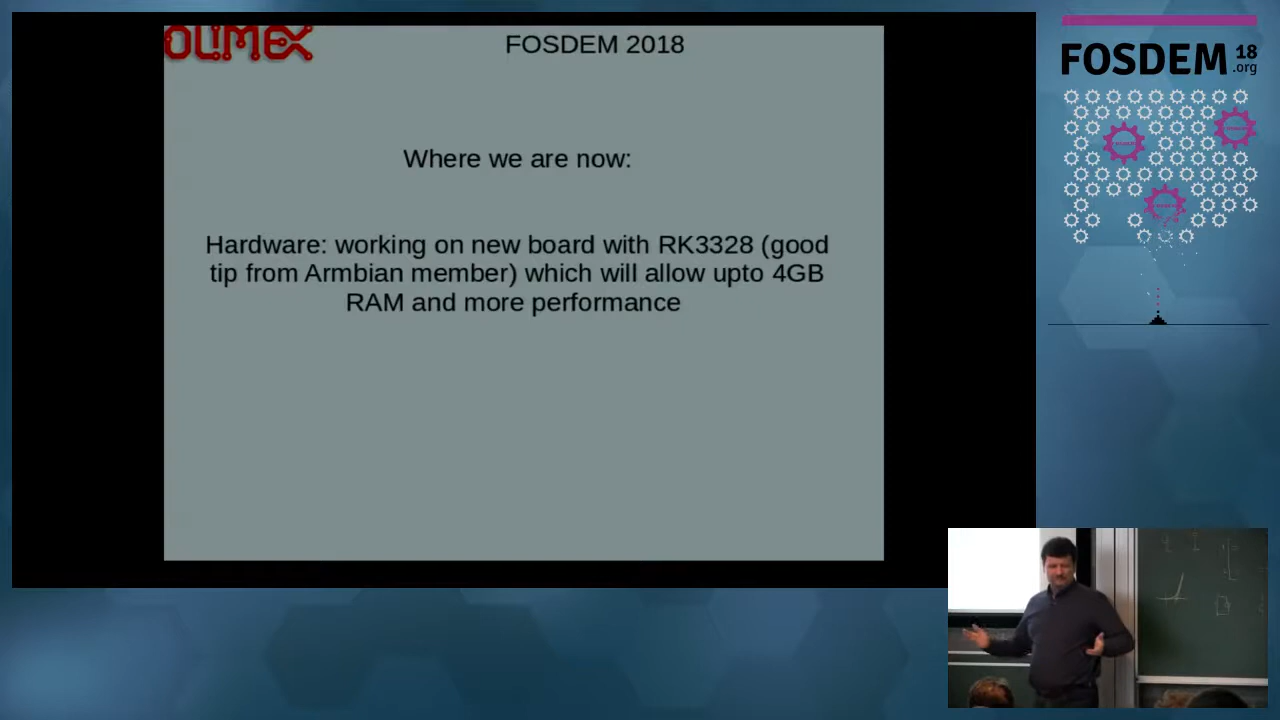 OLIMEX
FOSDEM 2018
Where we are now:
Hardware: working on new board with RK3328 (good
tip from Armbian member) which will allow upto 4GB
RAM and more performance
FOSDEM 18
.org